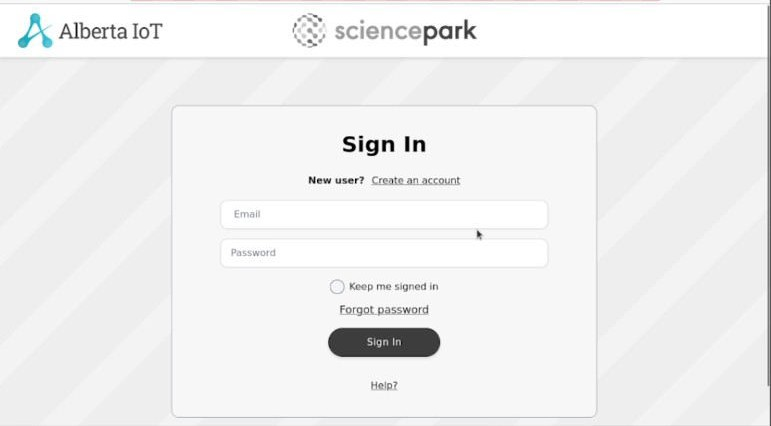 Alberta IoT
sciencepark
Sign In
New user? Create an account
Email
Password
Keep me signed in
Forgot password
Sign In
Help?